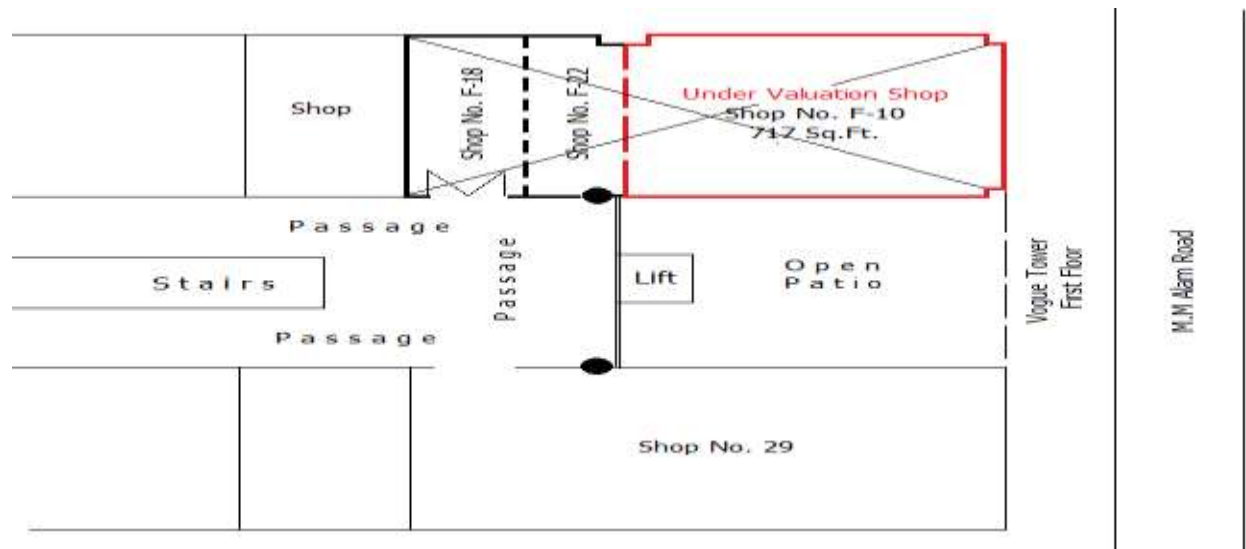 Shop
Shop No. F-18
Shop No. F-22
Under Valuation Shop
Shop No. F-10
717 Sq.Ft.
Passage
Passage
Stairs
Lift
Open
Patio
Vogue Tower
First Floor
M.M Alam Road
Passage
Shop No. 29